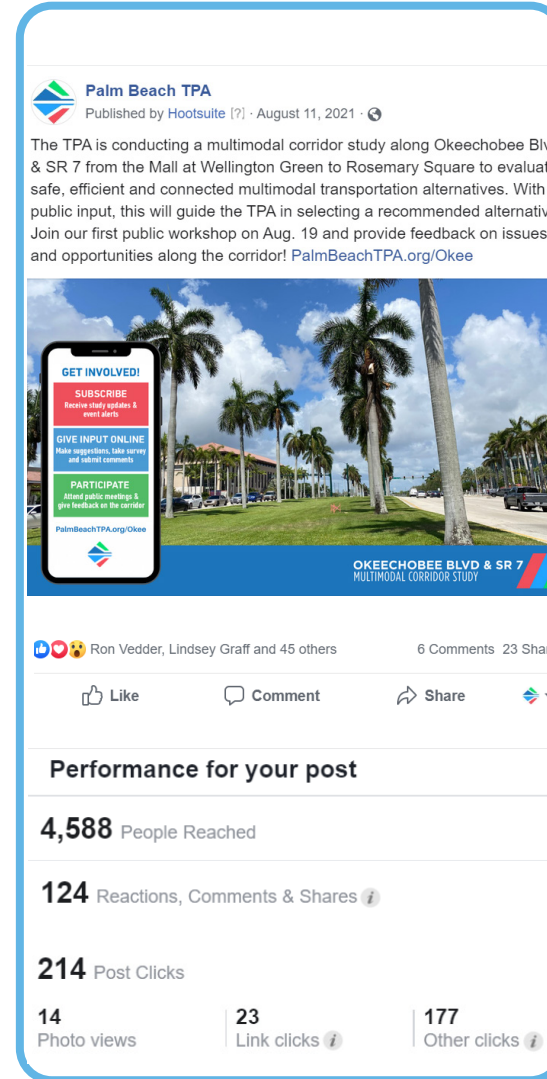 Palm Beach TPA
Published by Hootsuite [?] · August 11, 2021 ·
The TPA is conducting a multimodal corridor study along Okeechobee
& SR 7 from the Mall at Wellington Green to Rosemary Square to
safe, efficient and connected multimodal transportation alternatives. With
public input, this will guide the TPA in selecting a recommended
Join our first public workshop on Aug. 19 and provide feedback on issues
and opportunities along the corridor! PalmBeachTPA.org/Okee
GET INVOLVED!
SUBSCRIBE
Receive study updates &
event alerts
GIVE INPUT ONLINE
Make suggestions, take survey
and submit comments
PARTICIPATE
Attend public meetings &
give feedback on the corridor
PalmBeachTPA.org/Okee
OKEECHOBEE BLVD & SR 7
MULTIMODAL CORRIDOR STUDY
Ron Vedder, Lindsey Graff and 45 others
6 Comments 23
Like
Comment
Share
Performance for your post
4,588 People Reached
124 Reactions, Comments & Shares i
214 Post Clicks
14
Photo views
23
Link clicks i
177
Other clicks i